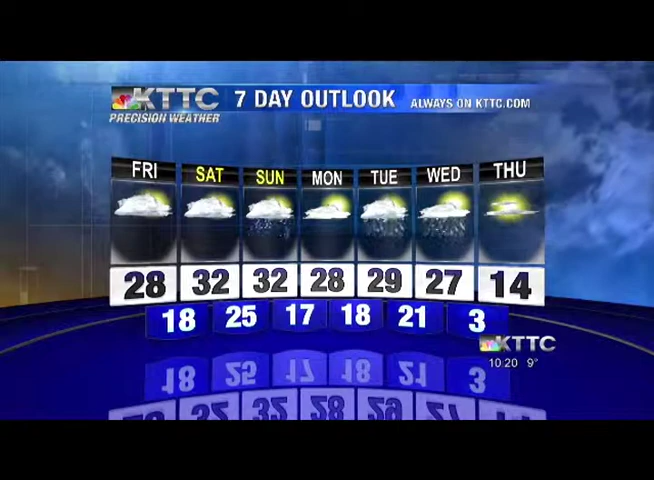 KTTC 7 DAY OUTLOOK ALWAYS ON KTTC.COM
PRECISION WEATHER
FRI SAT SUN MON TUE WED THU
28 32 32 28 29 27 14
18 25 17 18 21 3
KTTC
10:20 9°